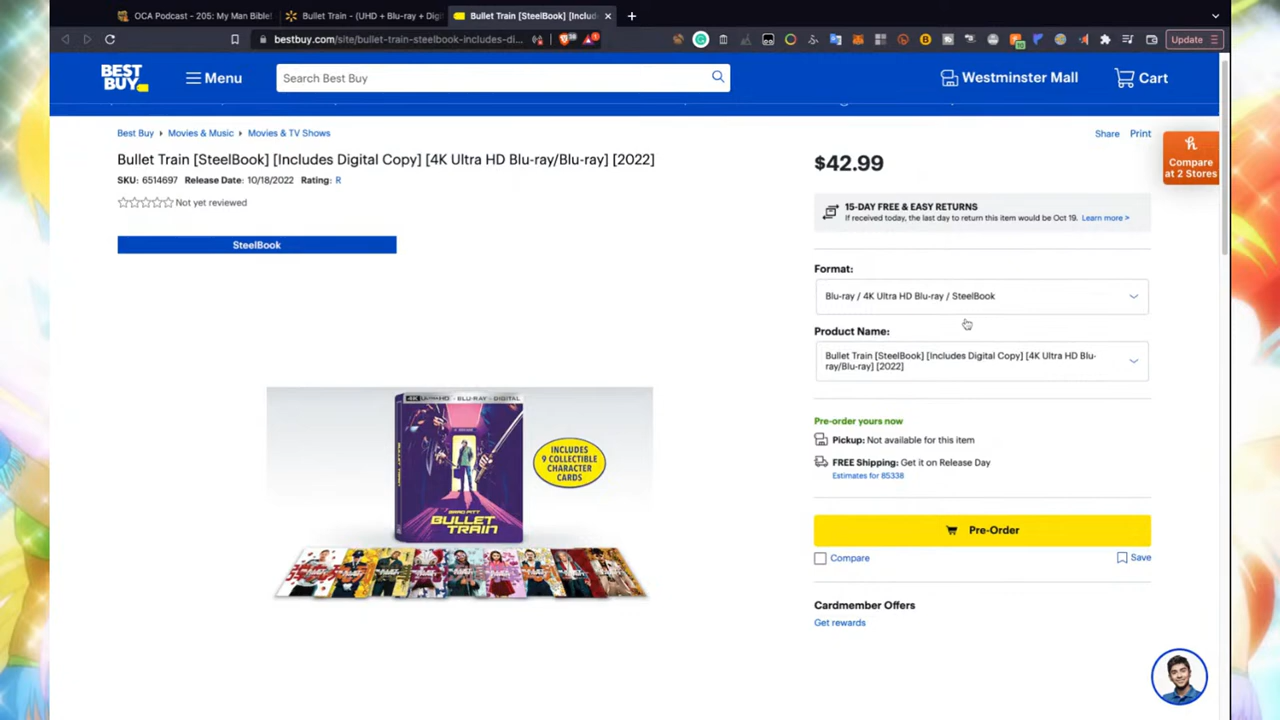 OCA Podcast - 205: My Man Bible!
Bullet Train - (UHD + Blu-ray + Digi
Bullet Train [SteelBook] [Includ
bestbuy.com/site/bullet-train-steelbook-includes-di...
Update
BEST BUY
Menu
Search Best Buy
Westminster Mall
Cart
Best Buy
Movies & Music
Movies & TV Shows
Share
Print
Bullet Train [SteelBook] [Includes Digital Copy] [4K Ultra HD Blu-ray/Blu-ray] [2022]
SKU: 6514697 Release Date: 10/18/2022 Rating: R
Not yet reviewed
SteelBook
$42.99
Compare
at 2 Stores
15-DAY FREE & EASY RETURNS
If received today, the last day to return this item would be Oct 19. Learn more >
Format:
Blu-ray / 4K Ultra HD Blu-ray / SteelBook
Product Name:
Bullet Train [SteelBook] [Includes Digital Copy] [4K Ultra HD Blu-
ray/Blu-ray] [2022]
4K ULTRA HD · BLU-RAY · DIGITAL
INCLUDES
9 COLLECTIBLE
CHARACTER
CARDS
BRAD PITT
BULLET
TRAIN
BULLET TRAIN
Pre-order yours now
Pickup: Not available for this item
FREE Shipping: Get it on Release Day
Estimates for 85338
Pre-Order
Compare
Save
Cardmember Offers
Get rewards